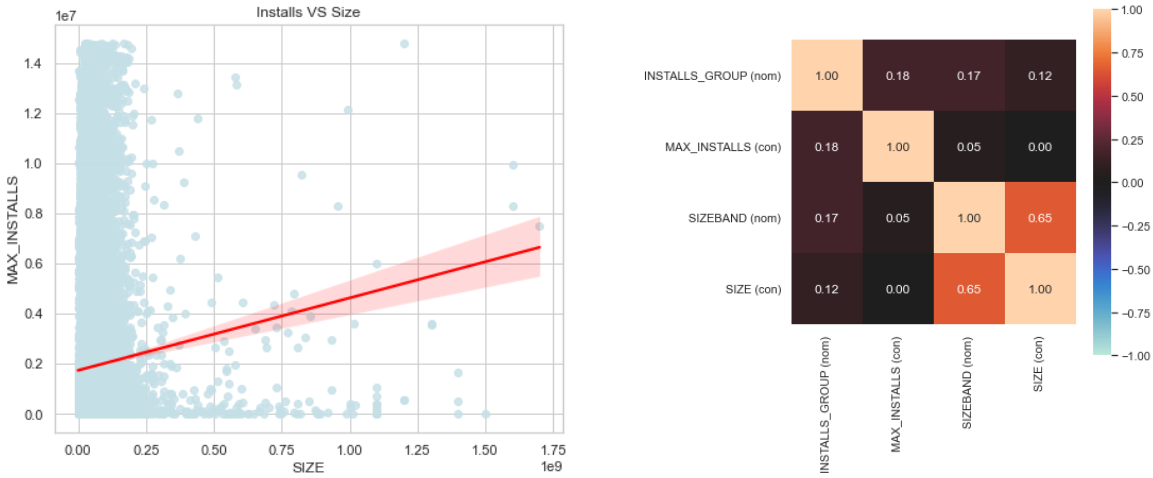 Installs VS Size
1e7
MAX_INSTALLS
1.4
1.2
1.0
0.8
0.6
0.4
0.2
0.0
0.00 0.25 0.50 0.75 1.00 1.25 1.50 1.75
SIZE
1e9
INSTALLS_GROUP (nom) 1.00 0.18 0.17 0.12
MAX_INSTALLS (con) 0.18 1.00 0.05 0.00
SIZEBAND (nom) 0.17 0.05 1.00 0.65
SIZE (con) 0.12 0.00 0.65 1.00
INSTALLS_GROUP (nom)
MAX_INSTALLS (con)
SIZEBAND (nom)
SIZE (con)
1.00
0.75
0.50
0.25
0.00
−0.25
−0.50
−0.75
−1.00